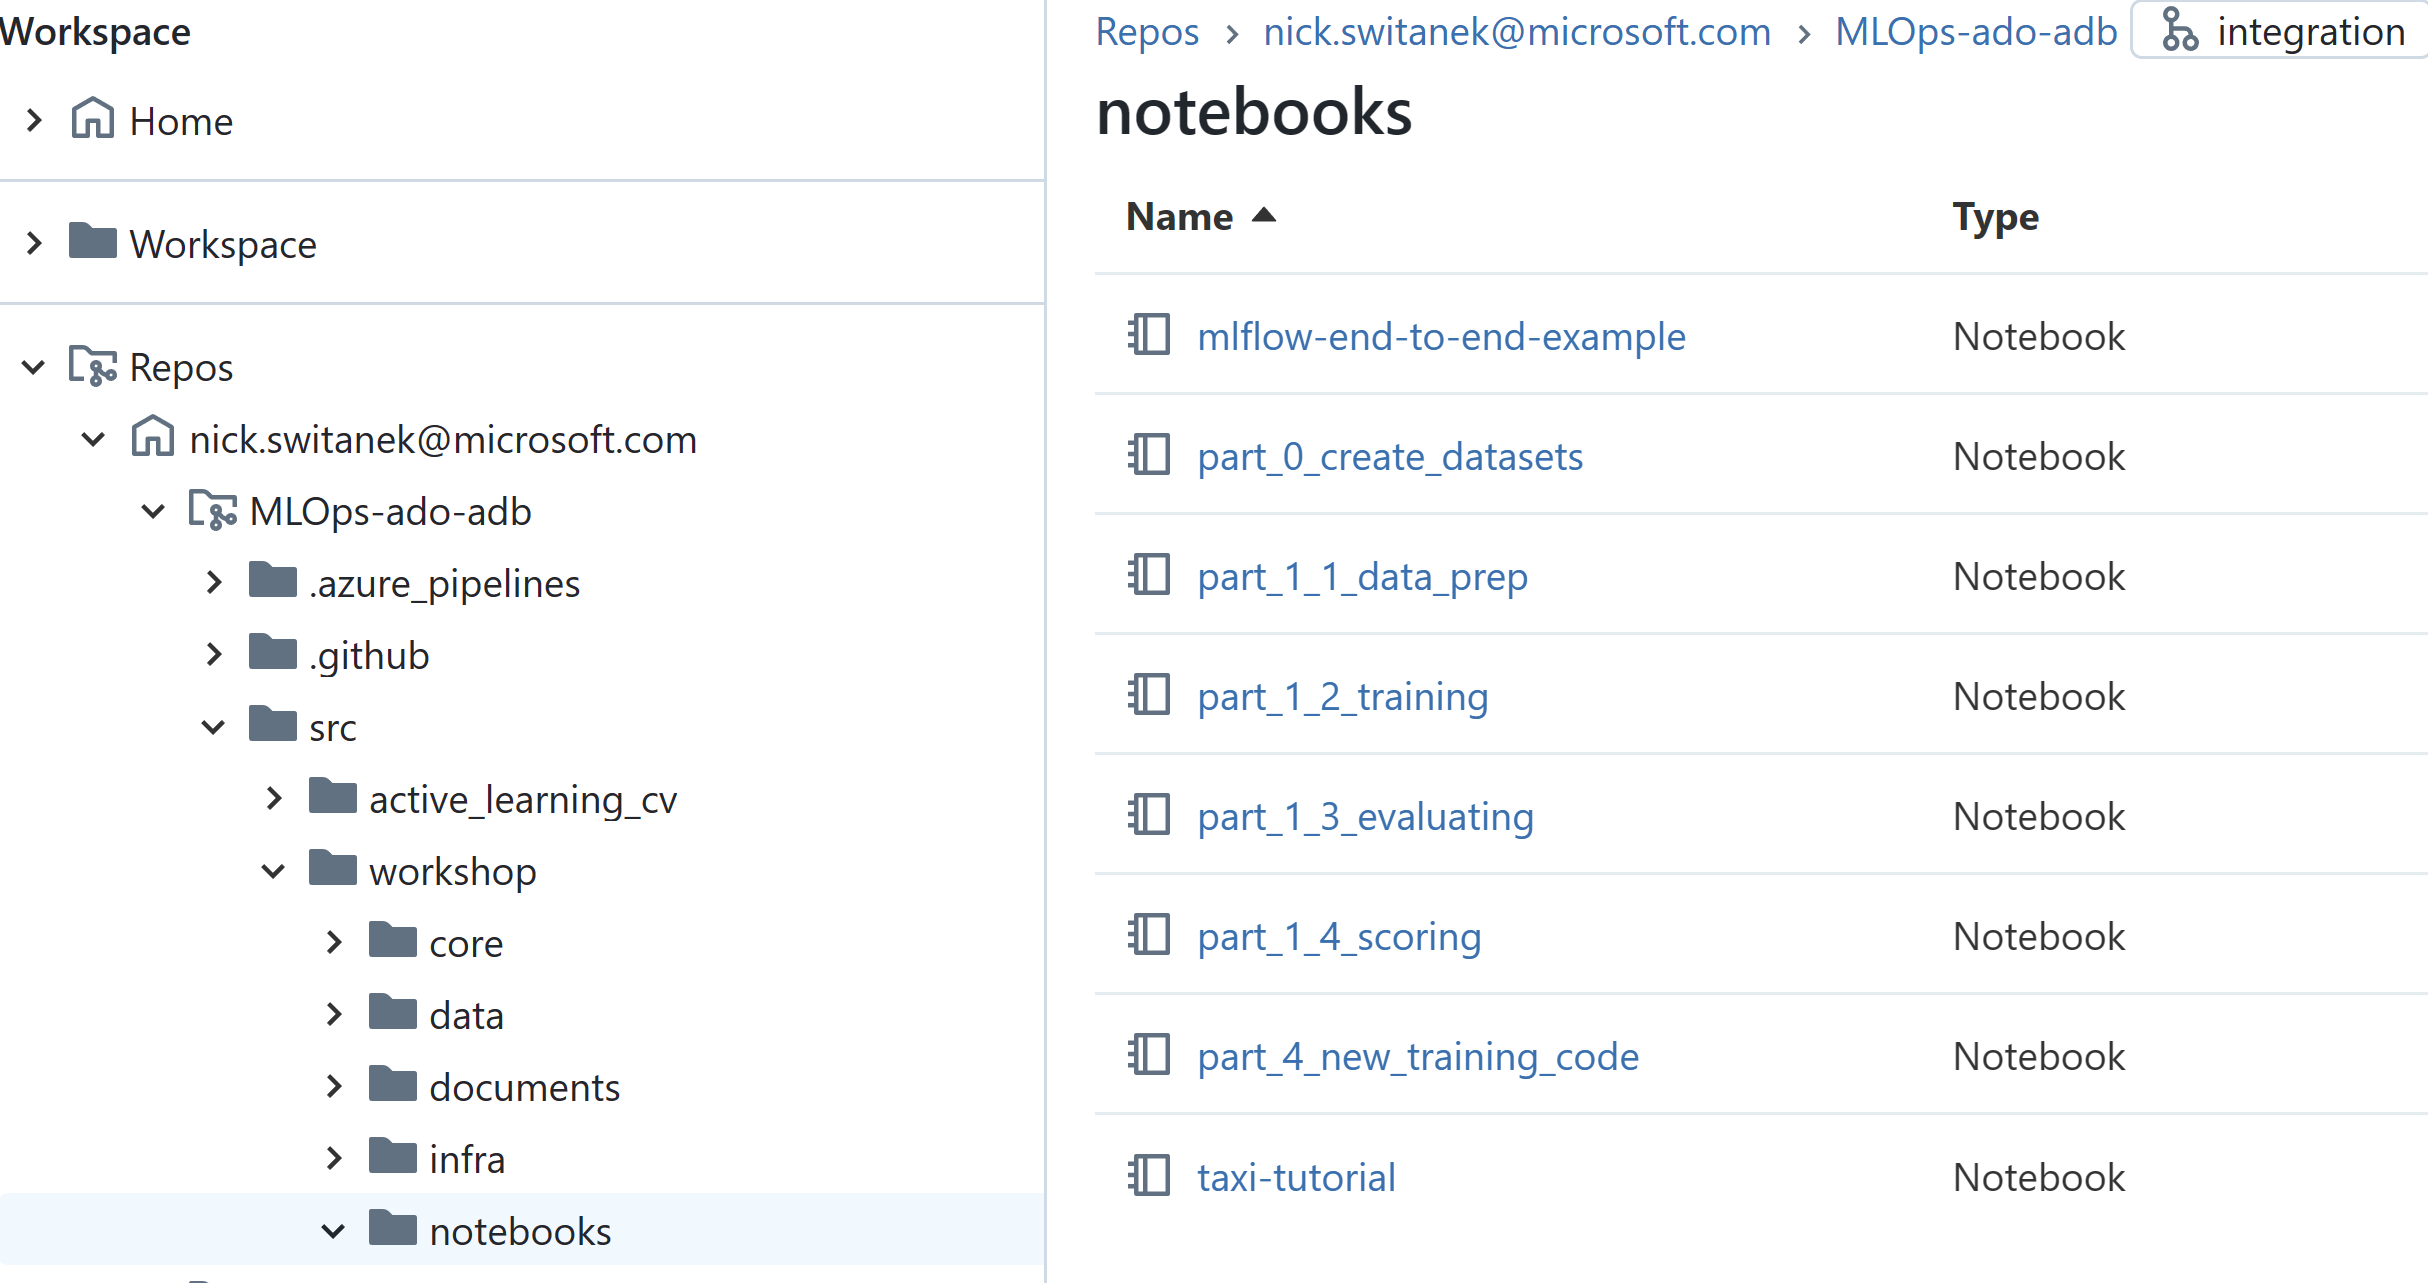 Workspace
Home
Workspace
Repos
nick.switanek@microsoft.com
MLOps-ado-adb
.azure_pipelines
.github
src
active_learning_cv
workshop
core
data
documents
infra
notebooks
Repos > nick.switanek@microsoft.com > MLOps-ado-adb integration
notebooks
Name Type
mlflow-end-to-end-example Notebook
part_0_create_datasets Notebook
part_1_1_data_prep Notebook
part_1_2_training Notebook
part_1_3_evaluating Notebook
part_1_4_scoring Notebook
part_4_new_training_code Notebook
taxi-tutorial Notebook